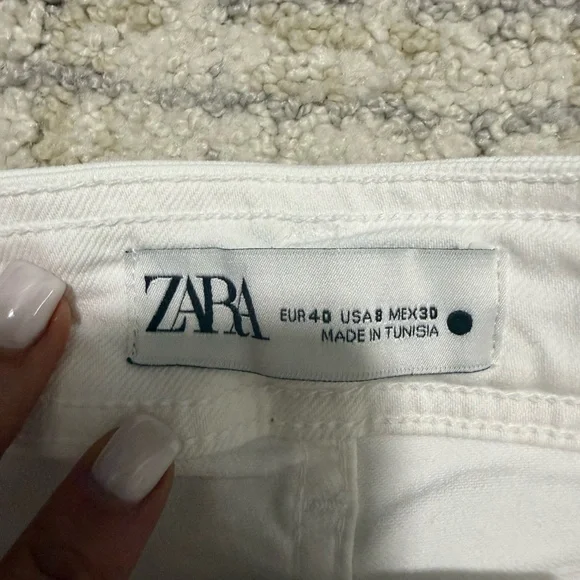 ZARA
EUR 40 USA 8 MEX 30
MADE IN TUNISIA